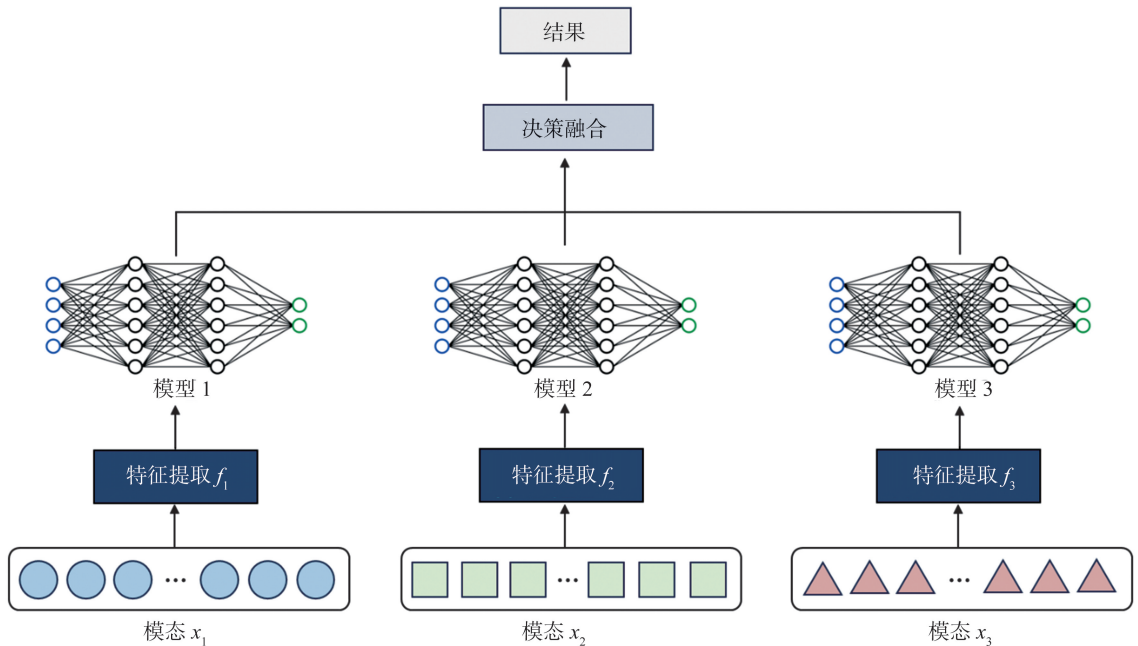 结果
决策融合
模型 1
模型 2
模型 3
特征提取 f₁
特征提取 f₂
特征提取 f₃
... 
...
...
模态 x₁
模态 x₂
模态 x₃